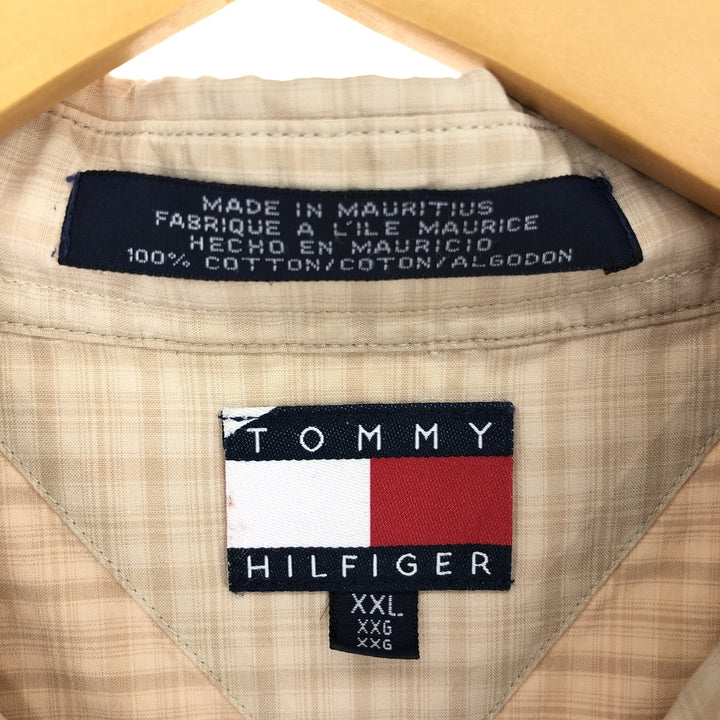 MADE IN MAURITIUS
FABRIQUE A L'ILE MAURICE
HECHO EN MAURICIO
100% COTTON/COTON/ALGODON
TOMMY
HILFIGER
XXL
XXG
XXG